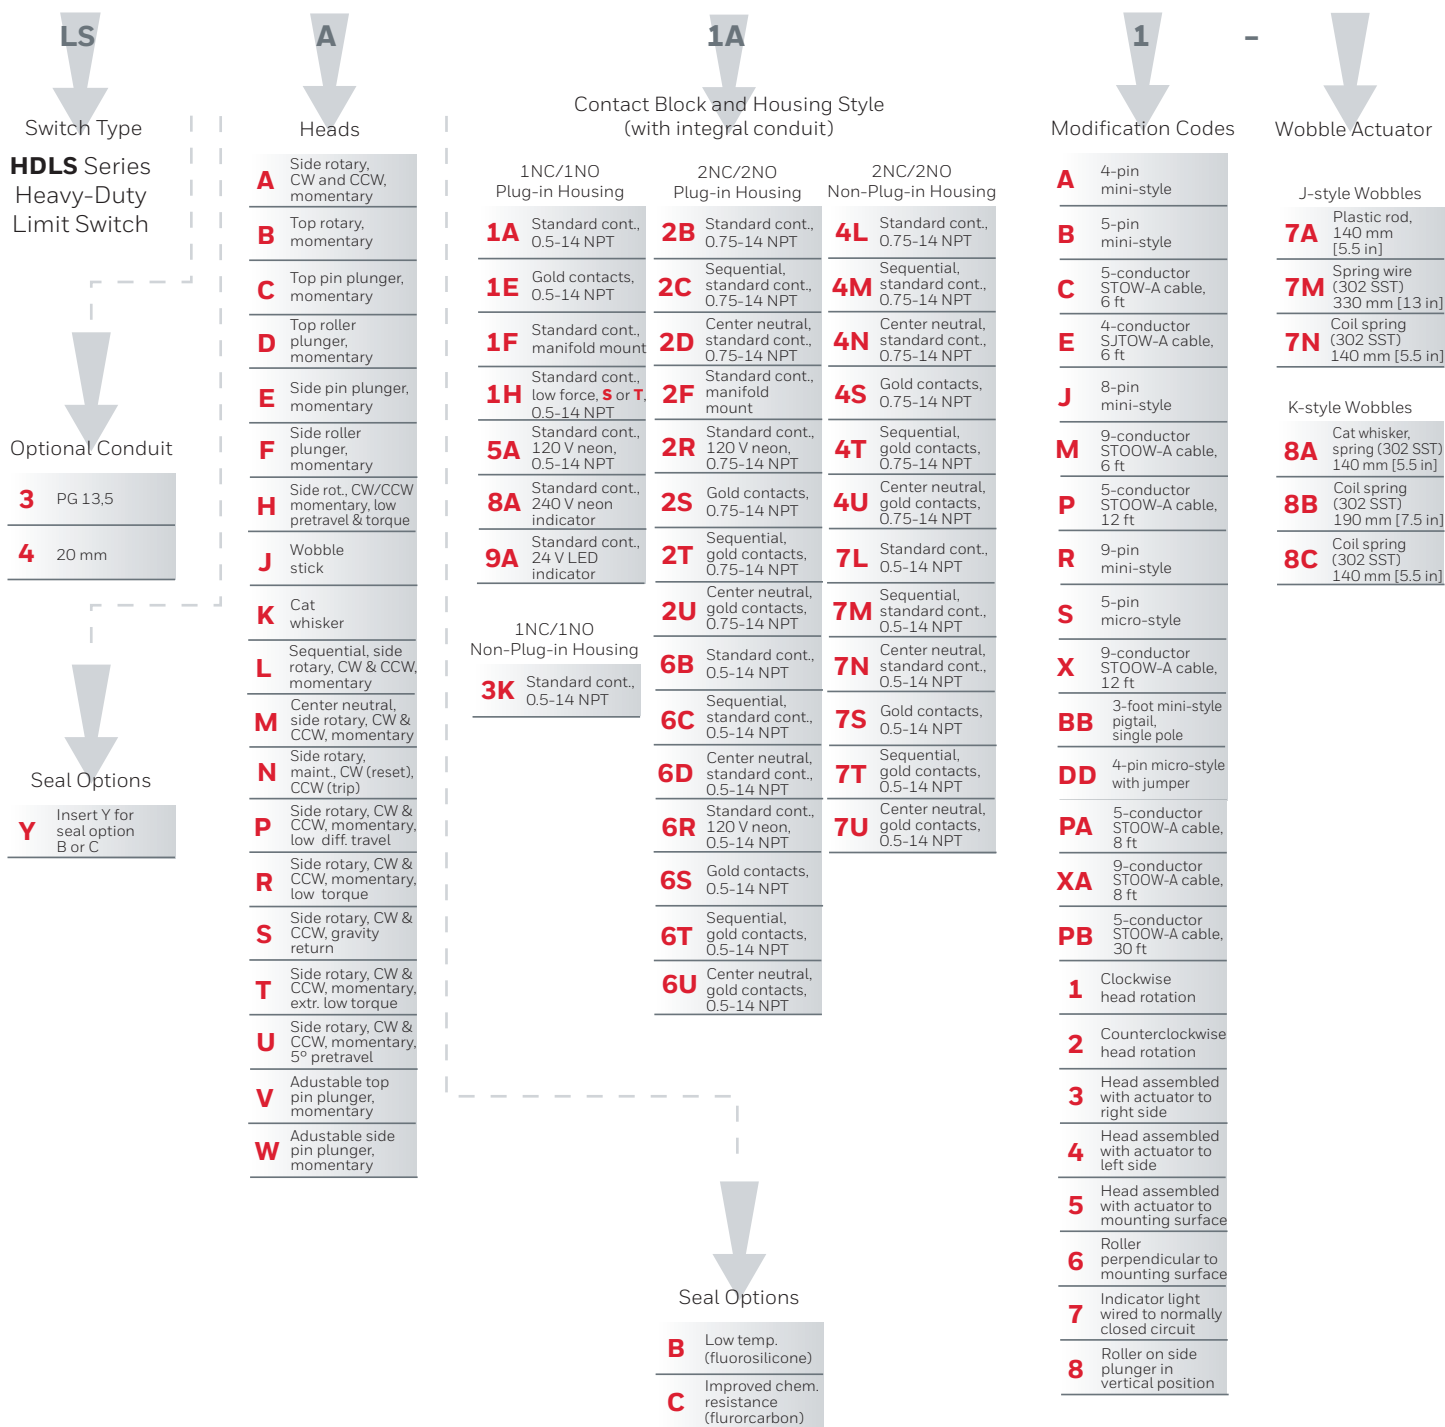 LS A 1A 1 -
Switch Type
HDLS Series
Heavy-Duty
Limit Switch
Optional Conduit
3 PG 13,5
4 20 mm
Seal Options
Y Insert Y for
seal option
B or C
Heads
A Side rotary,
CW and CCW,
momentary
B Top rotary,
momentary
C Top pin plunger,
momentary
D Top roller
plunger,
momentary
E Side pin plunger,
momentary
F Side roller
plunger,
momentary
H Side rot., CW/CCW
momentary, low
pretravel & torque
J Wobble
stick
K Cat
whisker
L Sequential, side
rotary, CW & CCW,
momentary
M Center neutral,
side rotary, CW &
CCW, momentary
N Side rotary,
maint., CW (reset),
CCW (trip)
P Side rotary, CW &
CCW, momentary,
low diff. travel
R Side rotary, CW &
CCW, momentary,
low torque
S Side rotary, CW &
CCW, gravity
return
T Side rotary, CW &
CCW, momentary,
extr. low torque
U Side rotary, CW &
CCW, momentary,
5° pretravel
V Adustable top
pin plunger,
momentary
W Adustable side
pin plunger,
momentary
Contact Block and Housing Style
(with integral conduit)
1NC/1NO
Plug-in Housing
1A Standard cont.,
0.5-14 NPT
1E Gold contacts,
0.5-14 NPT
1F Standard cont.,
manifold mount
1H Standard cont.,
low force, S or T,
0.5-14 NPT
5A Standard cont.,
120 V neon,
0.5-14 NPT
8A Standard cont.,
240 V neon
indicator
9A Standard cont.,
24 V LED
indicator
1NC/1NO
Non-Plug-in Housing
3K Standard cont.,
0.5-14 NPT
2NC/2NO
Plug-in Housing
2B Standard cont.,
0.75-14 NPT
2C Sequential,
standard cont.,
0.75-14 NPT
2D Center neutral,
standard cont.,
0.75-14 NPT
2F Standard cont.,
manifold
mount
2R Standard cont.,
120 V neon,
0.75-14 NPT
2S Gold contacts,
0.75-14 NPT
2T Sequential,
gold contacts,
0.75-14 NPT
2U Center neutral,
gold contacts,
0.75-14 NPT
6B Standard cont.,
0.5-14 NPT
6C Sequential,
standard cont.,
0.5-14 NPT
6D Center neutral,
standard cont.,
0.5-14 NPT
6R Standard cont.,
120 V neon,
0.5-14 NPT
6S Gold contacts,
0.5-14 NPT
6T Sequential,
gold contacts,
0.5-14 NPT
6U Center neutral,
gold contacts,
0.5-14 NPT
2NC/2NO
Non-Plug-in Housing
4L Standard cont.,
0.75-14 NPT
4M Sequential,
standard cont.,
0.75-14 NPT
4N Center neutral,
standard cont.,
0.75-14 NPT
4S Gold contacts,
0.75-14 NPT
4T Sequential,
gold contacts,
0.75-14 NPT
4U Center neutral,
gold contacts,
0.75-14 NPT
7L Standard cont.,
0.5-14 NPT
7M Sequential,
standard cont.,
0.5-14 NPT
7N Center neutral,
standard cont.,
0.5-14 NPT
7S Gold contacts,
0.5-14 NPT
7T Sequential,
gold contacts,
0.5-14 NPT
7U Center neutral,
gold contacts,
0.5-14 NPT
Seal Options
B Low temp.
(fluorosilicone)
C Improved chem.
resistance
(flurorcarbon)
Modification Codes
A 4-pin
mini-style
B 5-pin
mini-style
C 5-conductor
STOW-A cable,
6 ft
E 4-conductor
SJTOW-A cable,
6 ft
J 8-pin
mini-style
M 9-conductor
STOOW-A cable,
6 ft
P 5-conductor
STOOW-A cable,
12 ft
R 9-pin
mini-style
S 5-pin
micro-style
X 9-conductor
STOOW-A cable,
12 ft
BB 3-foot mini-style
pigtail,
single pole
DD 4-pin micro-style
with jumper
PA 5-conductor
STOOW-A cable,
8 ft
XA 9-conductor
STOOW-A cable,
8 ft
PB 5-conductor
STOOW-A cable,
30 ft
1 Clockwise
head rotation
2 Counterclockwise
head rotation
3 Head assembled
with actuator to
right side
4 Head assembled
with actuator to
left side
5 Head assembled
with actuator to
mounting surface
6 Roller
perpendicular to
mounting surface
7 Indicator light
wired to normally
closed circuit
8 Roller on side
plunger in
vertical position
Wobble Actuator
J-style Wobbles
7A Plastic rod,
140 mm
[5.5 in]
7M Spring wire
(302 SST)
330 mm [13 in]
7N Coil spring
(302 SST)
140 mm [5.5 in]
K-style Wobbles
8A Cat whisker,
spring (302 SST)
140 mm [5.5 in]
8B Coil spring
(302 SST)
190 mm [7.5 in]
8C Coil spring
(302 SST)
140 mm [5.5 in]